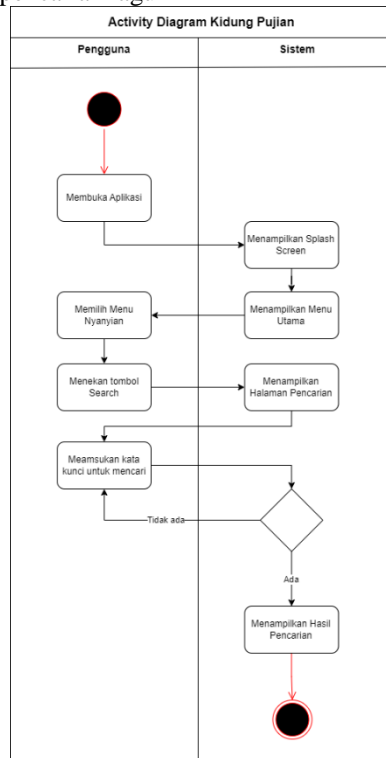 Activity Diagram Kidung Pujian
Pengguna
Sistem
Membuka Aplikasi
Menampilkan Splash
Screen
Memilih Menu
Nyanyian
Menampilkan Menu
Utama
Menekan tombol
Search
Menampilkan
Halaman Pencarian
Meamsukan kata
kunci untuk mencari
Tidak ada
Ada
Menampilkan Hasil
Pencarian